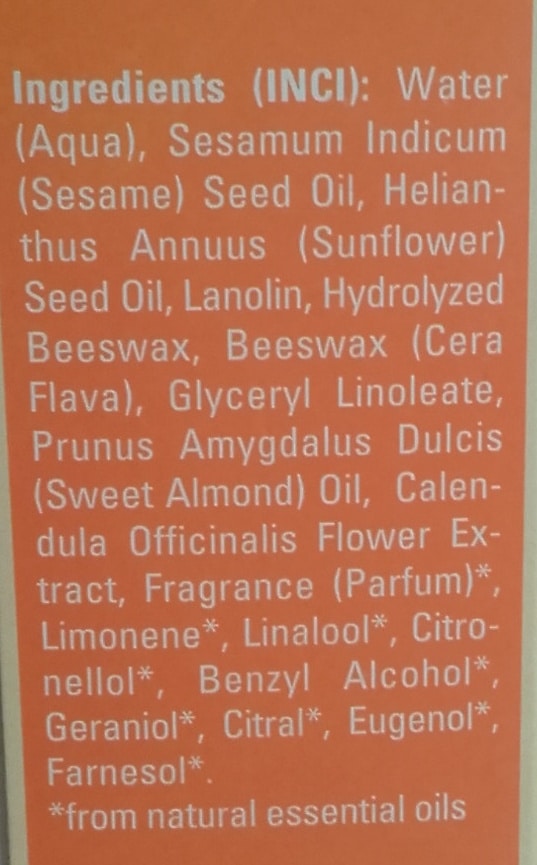 Ingredients (INCI): Water
(Aqua), Sesamum Indicum
(Sesame) Seed Oil, Helian-
thus Annuus (Sunflower)
Seed Oil, Lanolin, Hydrolyzed
Beeswax, Beeswax (Cera
Flava), Glyceryl Linoleate,
Prunus Amygdalus Dulcis
(Sweet Almond) Oil, Calen-
dula Officinalis Flower Ex-
tract, Fragrance (Parfum)*,
Limonene*, Linalool*, Citro-
nellol*, Benzyl Alcohol*,
Geraniol*, Citral*, Eugenol*,
Farnesol*.
*from natural essential oils